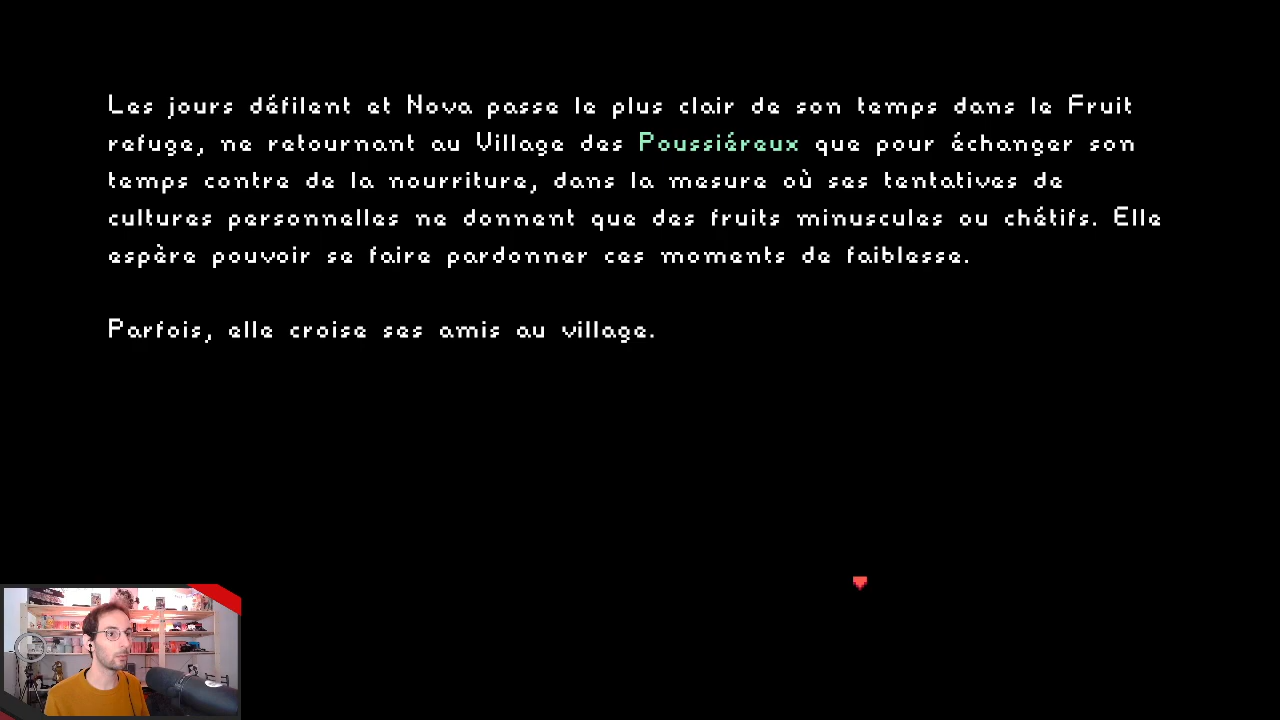 Les jours défilent et Nova passe le plus clair de son temps dans le Fruit
refuge, ne retournant au Village des Poussiéreux que pour échanger son
temps contre de la nourriture, dans la mesure où ses tentatives de
cultures personnelles ne donnent que des fruits minuscules ou chétifs. Elle
espère pouvoir se faire pardonner ces moments de faiblesse.
Parfois, elle croise ses amis au village.